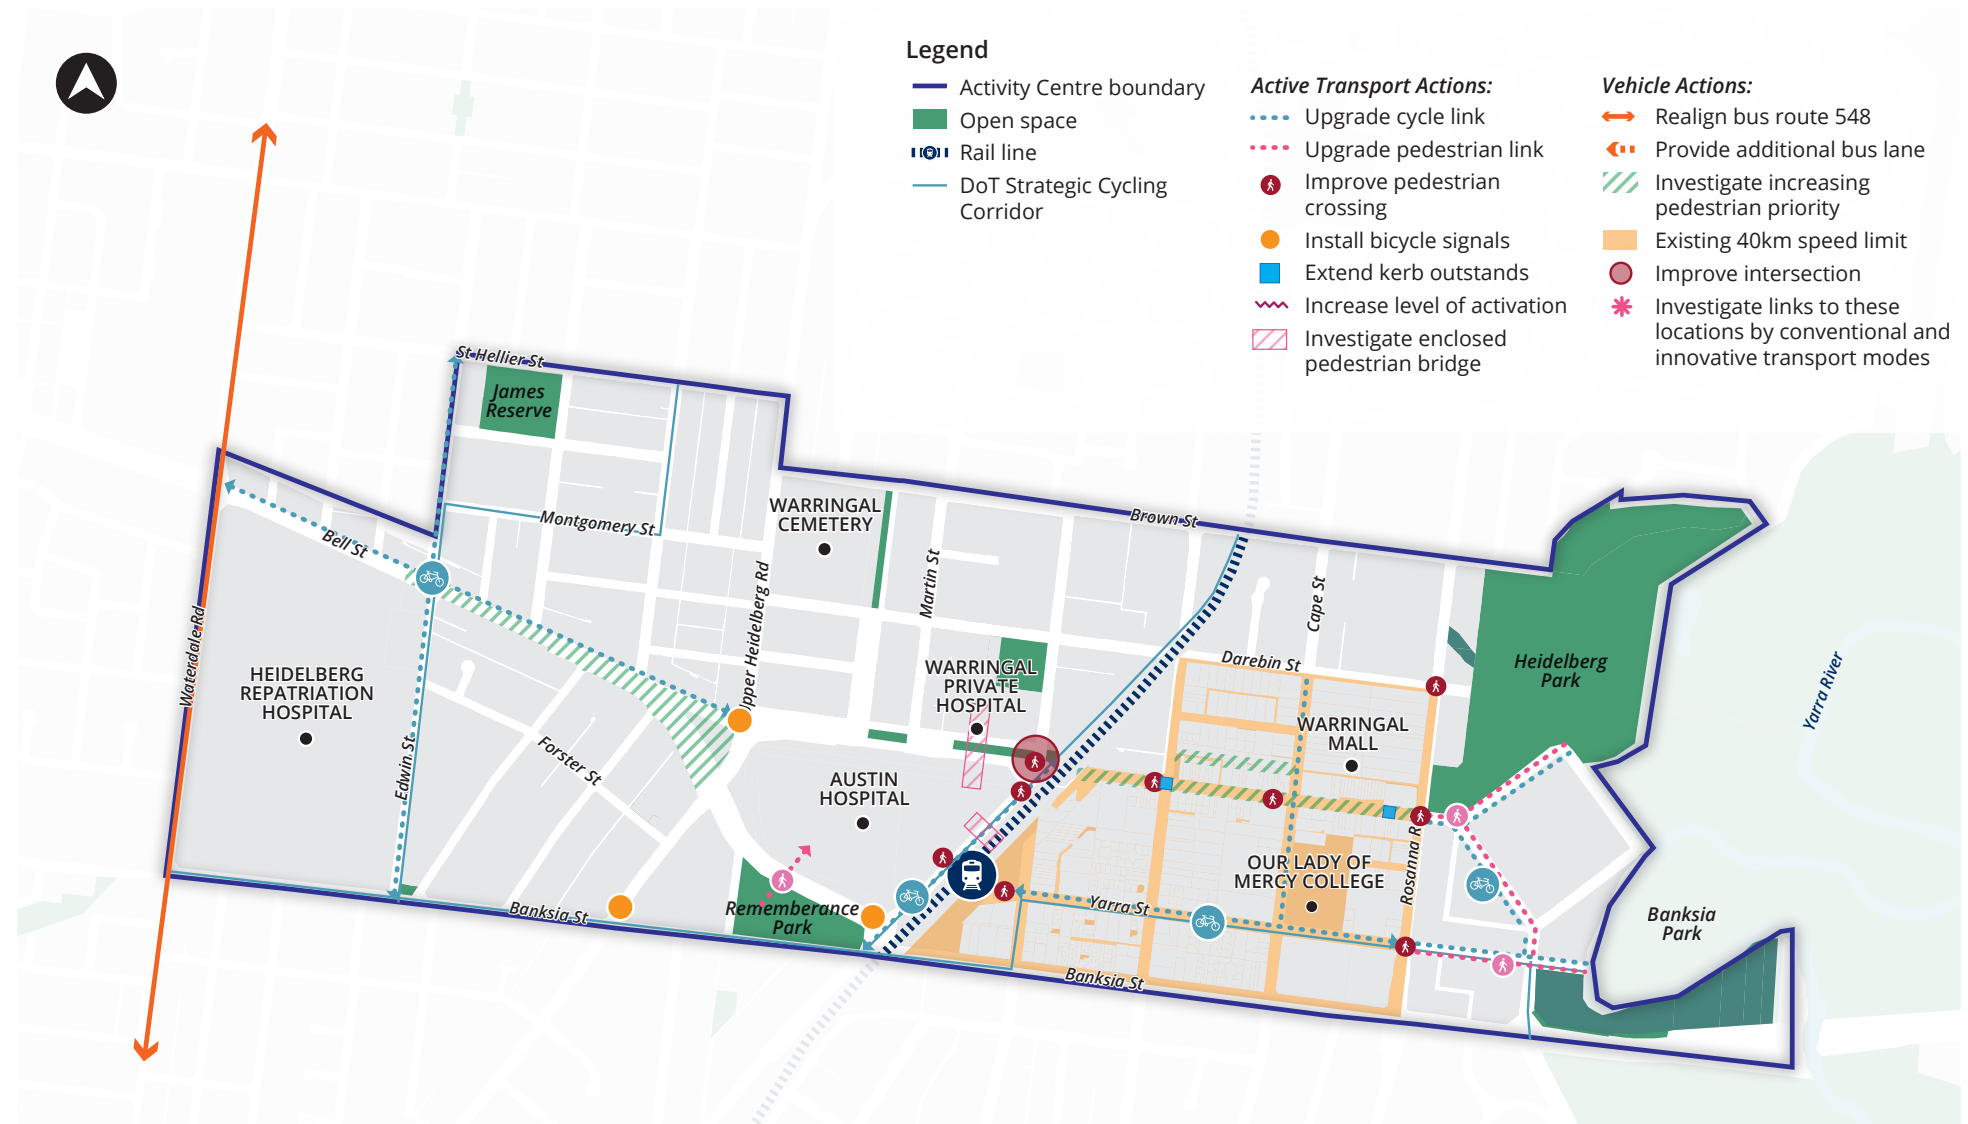 Legend
Activity Centre boundary
Open space
Rail line
DoT Strategic Cycling
Corridor
Active Transport Actions:
Upgrade cycle link
Upgrade pedestrian link
Improve pedestrian
crossing
Install bicycle signals
Extend kerb outstands
Increase level of activation
Investigate enclosed
pedestrian bridge
Vehicle Actions:
Realign bus route 548
Provide additional bus lane
Investigate increasing
pedestrian priority
Existing 40km speed limit
Improve intersection
Investigate links to these
locations by conventional and
innovative transport modes
St Hellier St
James
Reserve
Montgomery St
Bell St
WARRINGAL
CEMETERY
Brown St
Martin St
Cape St
Upper Heidelberg Rd
Waterdale Rd
HEIDELBERG
REPATRIATION
HOSPITAL
WARRINGAL
PRIVATE
HOSPITAL
Darebin St
Heidelberg
Park
Yarra River
WARRINGAL
MALL
Edwin St
Forster St
AUSTIN
HOSPITAL
OUR LADY OF
MERCY COLLEGE
Rosanna R
Banksia St
Rememberance
Park
Yarra St
Banksia
Park
Banksia St